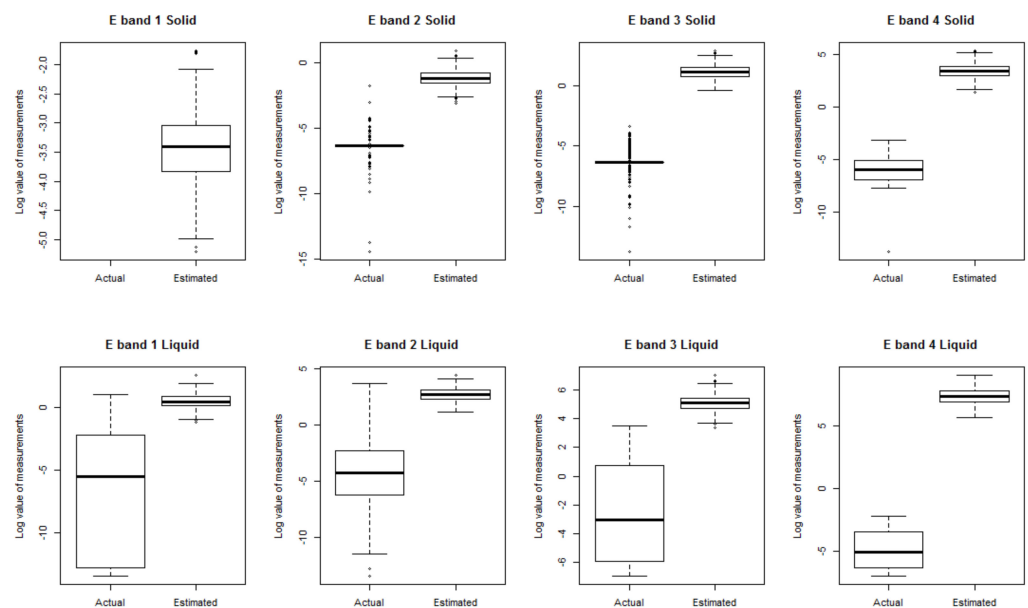 E band 1 Solid
Log value of measurements
-2.0
-2.5
-3.0
-3.5
-4.0
-4.5
-5.0
Actual Estimated
E band 2 Solid
Log value of measurements
0
-5
-10
-15
Actual Estimated
E band 3 Solid
Log value of measurements
0
-5
-10
Actual Estimated
E band 4 Solid
Log value of measurements
5
0
-5
-10
Actual Estimated
E band 1 Liquid
Log value of measurements
0
-5
-10
Actual Estimated
E band 2 Liquid
Log value of measurements
5
0
-5
-10
Actual Estimated
E band 3 Liquid
Log value of measurements
6
4
2
0
-2
-4
-6
Actual Estimated
E band 4 Liquid
Log value of measurements
5
0
-5
Actual Estimated